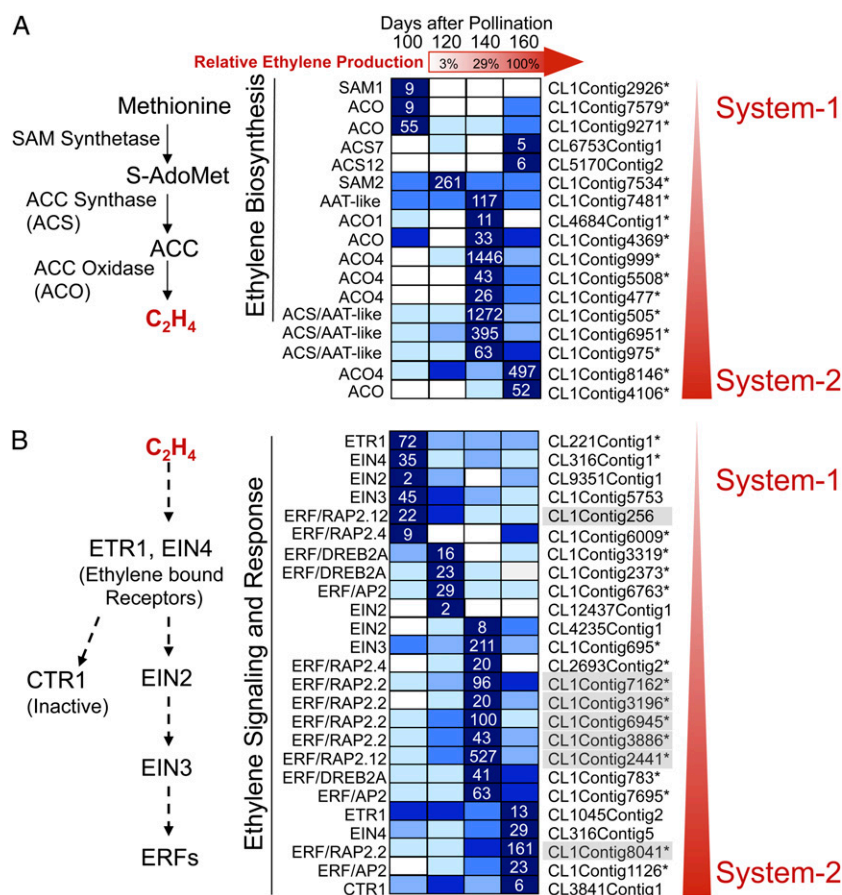 A
Days after Pollination
100 120 140 160
Relative Ethylene Production 3% 29% 100%
Methionine
SAM Synthetase
S-AdoMet
ACC Synthase
(ACS)
ACC
ACC Oxidase
(ACO)
C2H4
Ethylene Biosynthesis
SAM1 9 CL1Contig2926*
ACO 9 CL1Contig7579*
ACO 55 CL1Contig9271*
ACS7 5 CL6753Contig1
ACS12 6 CL5170Contig2
SAM2 261 CL1Contig7534*
AAT-like 117 CL1Contig7481*
ACO1 11 CL4684Contig1*
ACO 33 CL1Contig4369*
ACO4 1446 CL1Contig999*
ACO4 43 CL1Contig5508*
ACO4 26 CL1Contig477*
ACS/AAT-like 1272 CL1Contig505*
ACS/AAT-like 395 CL1Contig6951*
ACS/AAT-like 63 CL1Contig975*
ACO4 497 CL1Contig8146*
ACO 52 CL1Contig4106*
System-1
System-2
B
C2H4
ETR1, EIN4
(Ethylene bound
Receptors)
CTR1
(Inactive)
EIN2
EIN3
ERFs
Ethylene Signaling and Response
ETR1 72 CL221Contig1*
EIN4 35 CL316Contig1*
EIN2 2 CL9351Contig1
EIN3 45 CL1Contig5753
ERF/RAP2.12 22 CL1Contig256
ERF/RAP2.4 9 CL1Contig6009*
ERF/DREB2A 16 CL1Contig3319*
ERF/DREB2A 23 CL1Contig2373*
ERF/AP2 29 CL1Contig6763*
EIN2 2 CL12437Contig1
EIN2 8 CL4235Contig1
EIN3 211 CL1Contig695*
ERF/RAP2.4 20 CL2693Contig2*
ERF/RAP2.2 96 CL1Contig7162*
ERF/RAP2.2 20 CL1Contig3196*
ERF/RAP2.2 100 CL1Contig6945*
ERF/RAP2.2 43 CL1Contig3886*
ERF/RAP2.12 527 CL1Contig2441*
ERF/DREB2A 41 CL1Contig783*
ERF/AP2 63 CL1Contig7695*
ETR1 13 CL1045Contig2
EIN4 29 CL316Contig5
ERF/RAP2.2 161 CL1Contig8041*
ERF/AP2 23 CL1Contig1126*
CTR1 6 CL3841Contig1
System-1
System-2